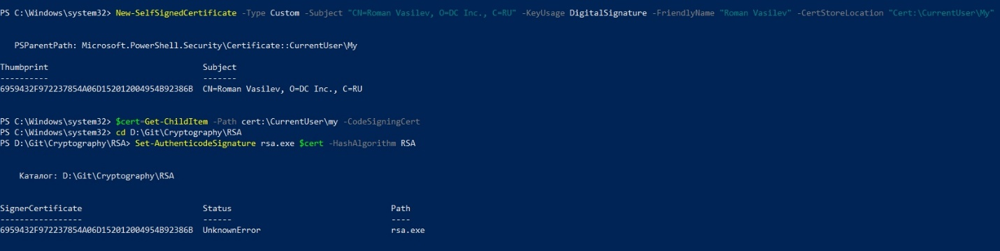 PS C:\Windows\system32> New-SelfSignedCertificate -Type Custom -Subject "CN=Roman Vasilev, O=DC Inc., C=RU" -KeyUsage DigitalSignature -FriendlyName "Roman Vasilev" -CertStoreLocation "Cert:\CurrentUser\My"
PSParentPath: Microsoft.PowerShell.Security\Certificate::CurrentUser\My
Thumbprint Subject
---------- -------
6959432F972237854A06D152012004954B92386B CN=Roman Vasilev, O=DC Inc., C=RU
PS C:\Windows\system32> $cert=Get-ChildItem -Path cert:\CurrentUser\my -CodeSigningCert
PS C:\Windows\system32> cd D:\Git\Cryptography\RSA
PS D:\Git\Cryptography\RSA> Set-AuthenticodeSignature rsa.exe $cert -HashAlgorithm RSA
Каталог: D:\Git\Cryptography\RSA
SignerCertificate Status Path
----------------- ------ ----
6959432F972237854A06D152012004954B92386B UnknownError rsa.exe